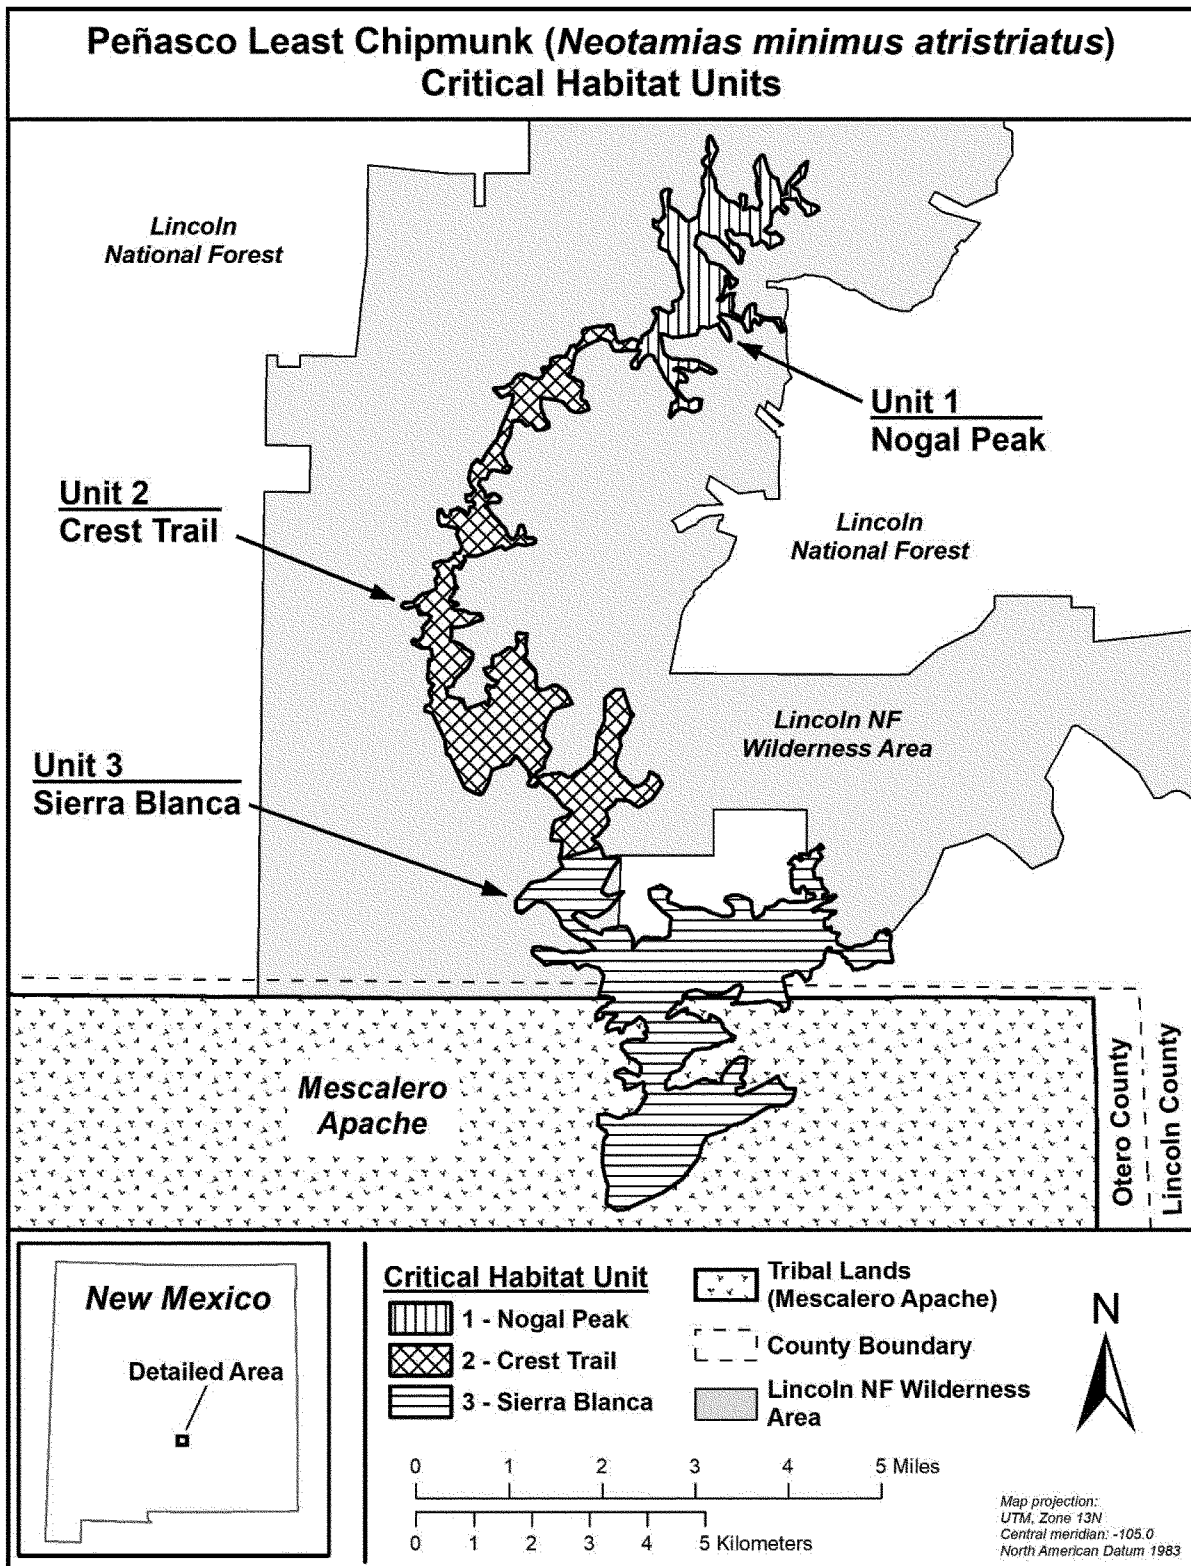 Peñasco Least Chipmunk (Neotamias minimus atristriatus)
Critical Habitat Units
Lincoln
National Forest
Unit 1
Nogal Peak
Unit 2
Crest Trail
Lincoln
National Forest
Lincoln NF
Wilderness Area
Unit 3
Sierra Blanca
Mescalero
Apache
Otero County
Lincoln County
New Mexico
Detailed Area
Critical Habitat Unit
1 - Nogal Peak
2 - Crest Trail
3 - Sierra Blanca
Tribal Lands
(Mescalero Apache)
County Boundary
Lincoln NF Wilderness
Area
N
0 1 2 3 4 5 Miles
0 1 2 3 4 5 Kilometers
Map projection:
UTM, Zone 13N
Central meridian: -105.0
North American Datum 1983